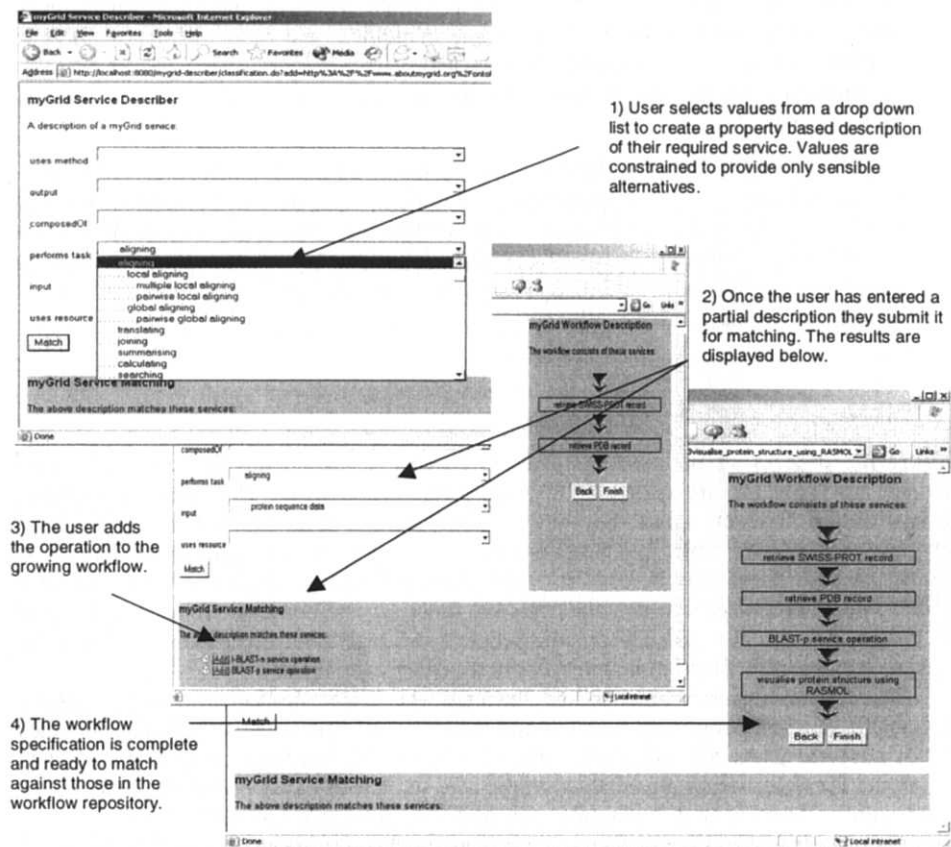 myGrid Service Describer - Microsoft Internet Explorer
File Edit View Favorites Tools Help
Back Search Favorites Media
Address http://localhost:8080/mygrid-describer/classification.do?add=http%3A%2F%2Fwww.aboutmygrid.org%2Fontol
myGrid Service Describer
A description of a myGrid service:
uses method
output
composedOf
performs task aligning
aligning
local aligning
multiple local aligning
pairwise local aligning
global aligning
pairwise global aligning
translating
joining
summarising
calculating
searching
input
uses resource
Match
myGrid Service Matching
The above description matches these services:
Done
1) User selects values from a drop down
list to create a property based description
of their required service. Values are
constrained to provide only sensible
alternatives.
Go Links »
myGrid Workflow Description
The workflow consists of these services:
retrieve SWISS-PROT record
retrieve PDB record
Back Finish
composedOf
performs task aligning
input protein sequence data
uses resource
Match
myGrid Service Matching
The above description matches these services:
[Add] BLAST-n service operation
[Add] BLAST-p service operation
Local intranet
2) Once the user has entered a
partial description they submit it
for matching. The results are
displayed below.
3) The user adds
the operation to the
growing workflow.
visualise_protein_structure_using_RASMOL Go Links »
myGrid Workflow Description
The workflow consists of these services:
retrieve SWISS-PROT record
retrieve PDB record
BLAST-p service operation
visualise protein structure using
RASMOL
Back Finish
4) The workflow
specification is complete
and ready to match
against those in the
workflow repository.
Match
myGrid Service Matching
The above description matches these services:
Done
Local intranet